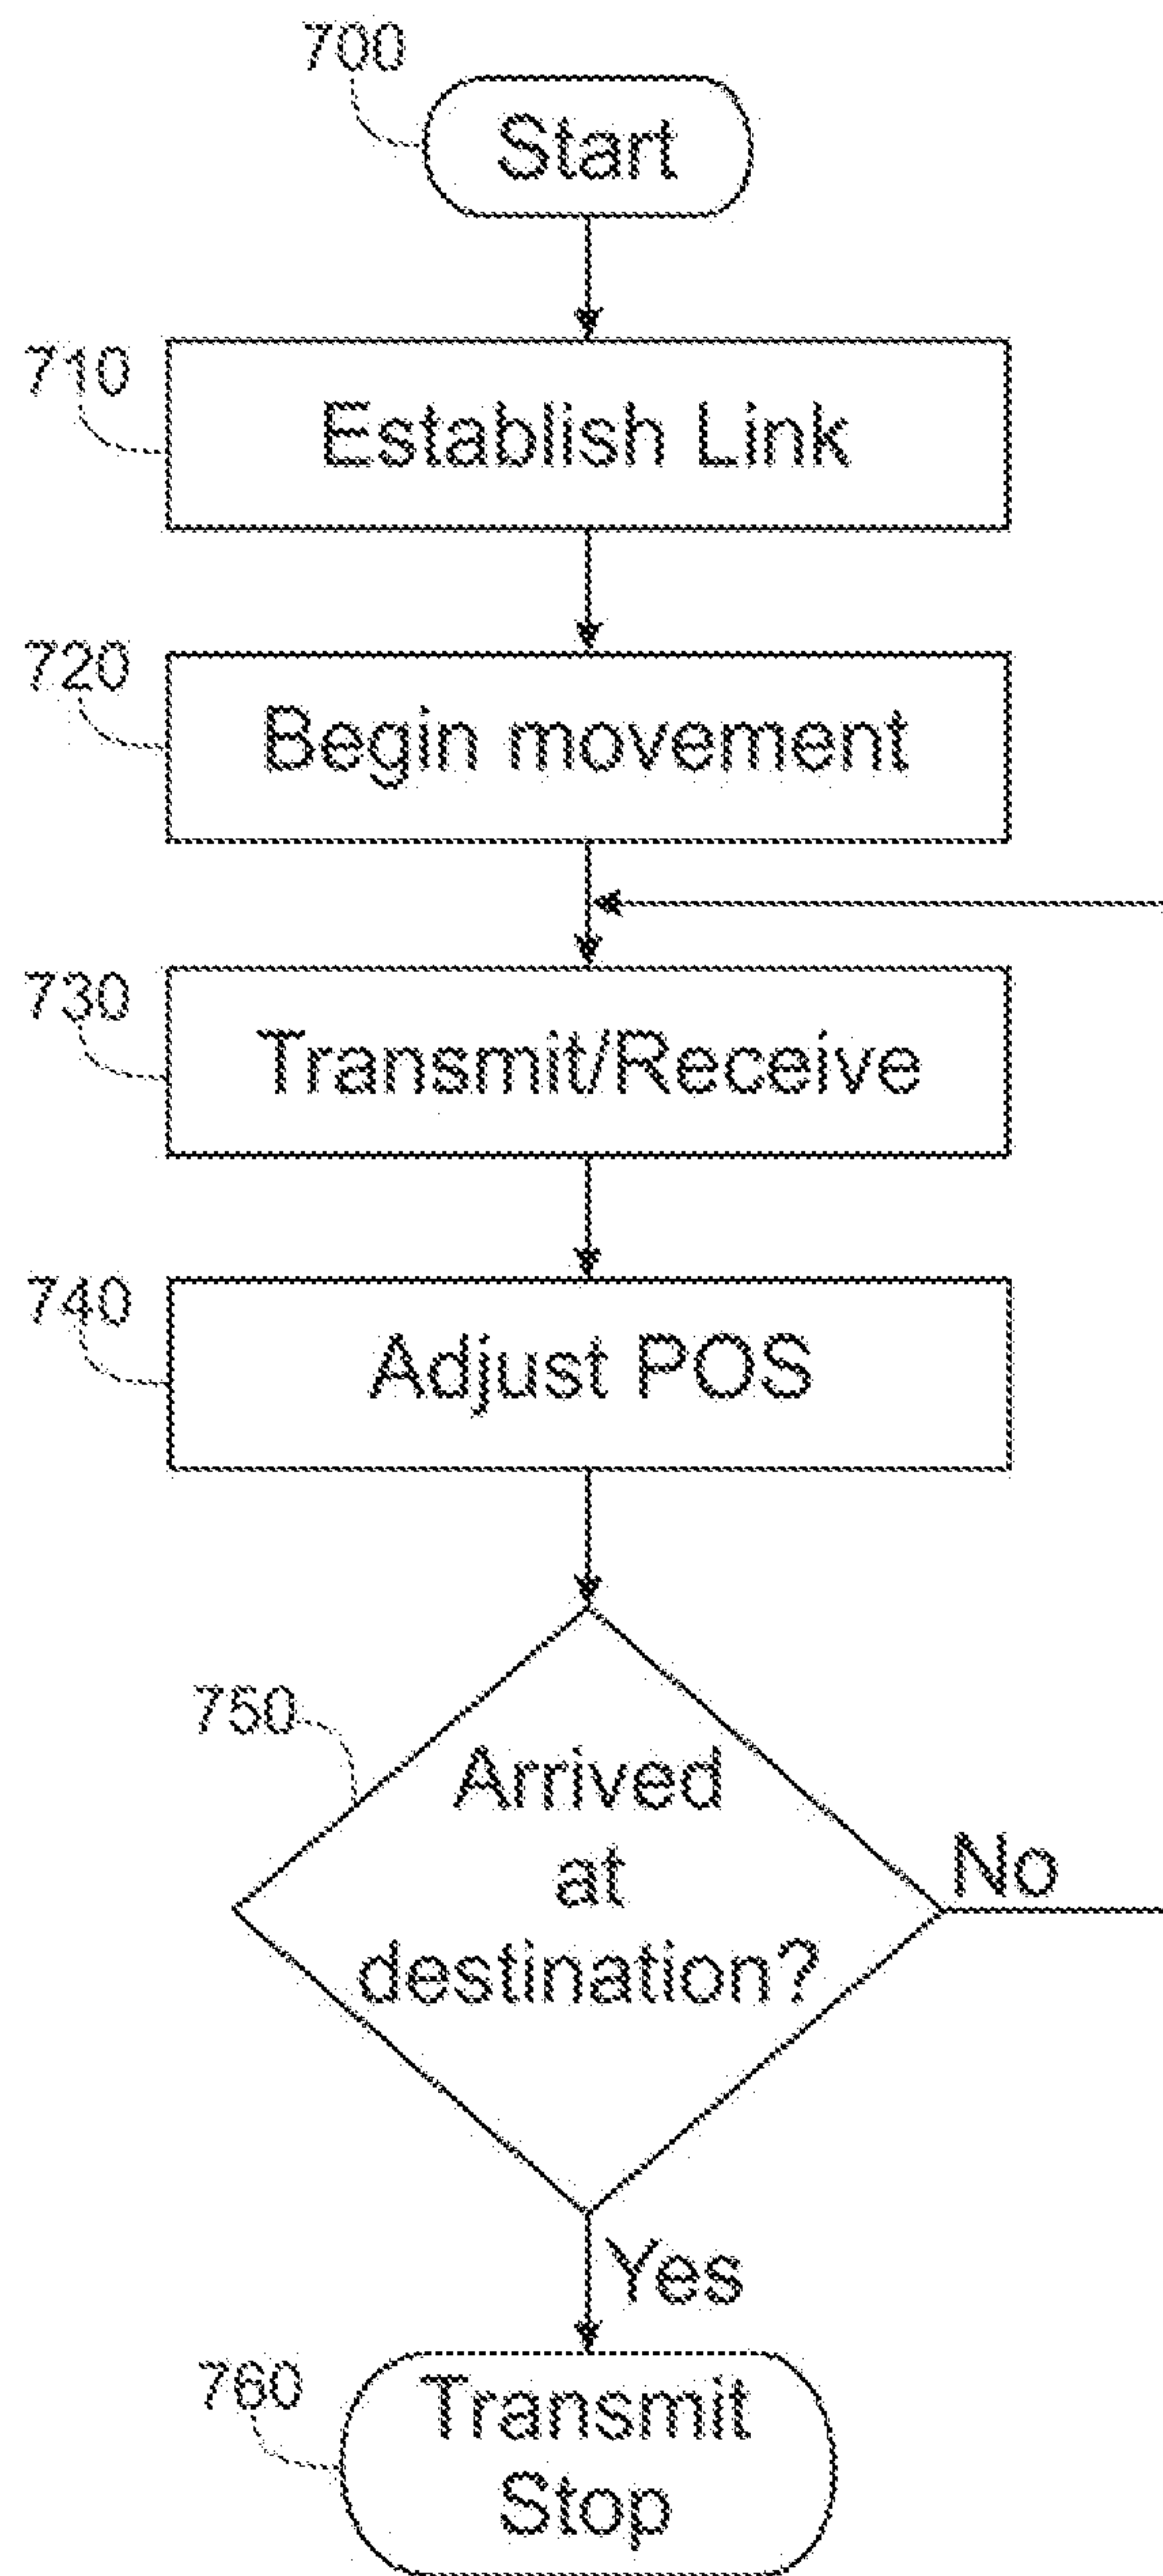 700
Start
710
Establish Link
720
Begin movement
730
Transmit/Receive
740
Adjust POS
750
Arrived
at
destination?
No
Yes
760
Transmit
Stop